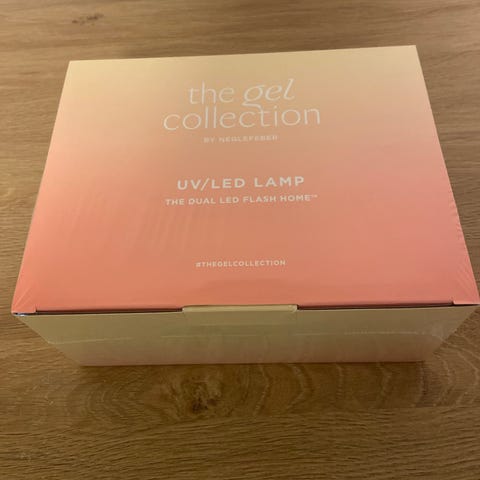 the gel
collection
BY NEGLEFEBER
UV/LED LAMP
THE DUAL LED FLASH HOME™
#THEGELCOLLECTION